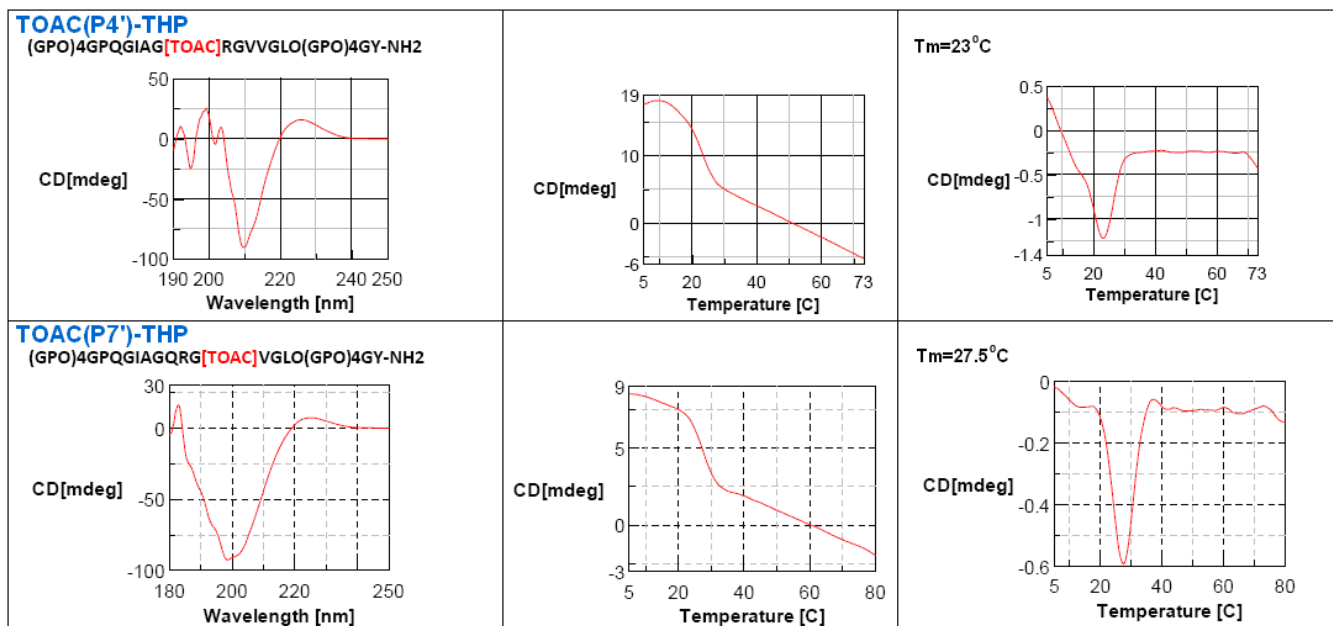 TOAC(P4')-THP
(GPO)4GPQGIAG[TOAC]RGVVGLO(GPO)4GY-NH2
50
0
CD[mdeg]
-50
-100
190 200 220 240 250
Wavelength [nm]
19
10
CD[mdeg]
0
-6
5 20 40 60 73
Temperature [C]
Tm=23°C
0.5
0
CD[mdeg]
-0.5
-1
-1.4
5 20 40 60 73
Temperature [C]
TOAC(P7')-THP
(GPO)4GPQGIAGQRG[TOAC]VGLO(GPO)4GY-NH2
30
0
CD[mdeg]
-50
-100
180 200 220 250
Wavelength [nm]
9
5
CD[mdeg]
0
-3
5 20 40 60 80
Temperature [C]
Tm=27.5°C
0
-0.2
CD[mdeg]
-0.4
-0.6
5 20 40 60 80
Temperature [C]